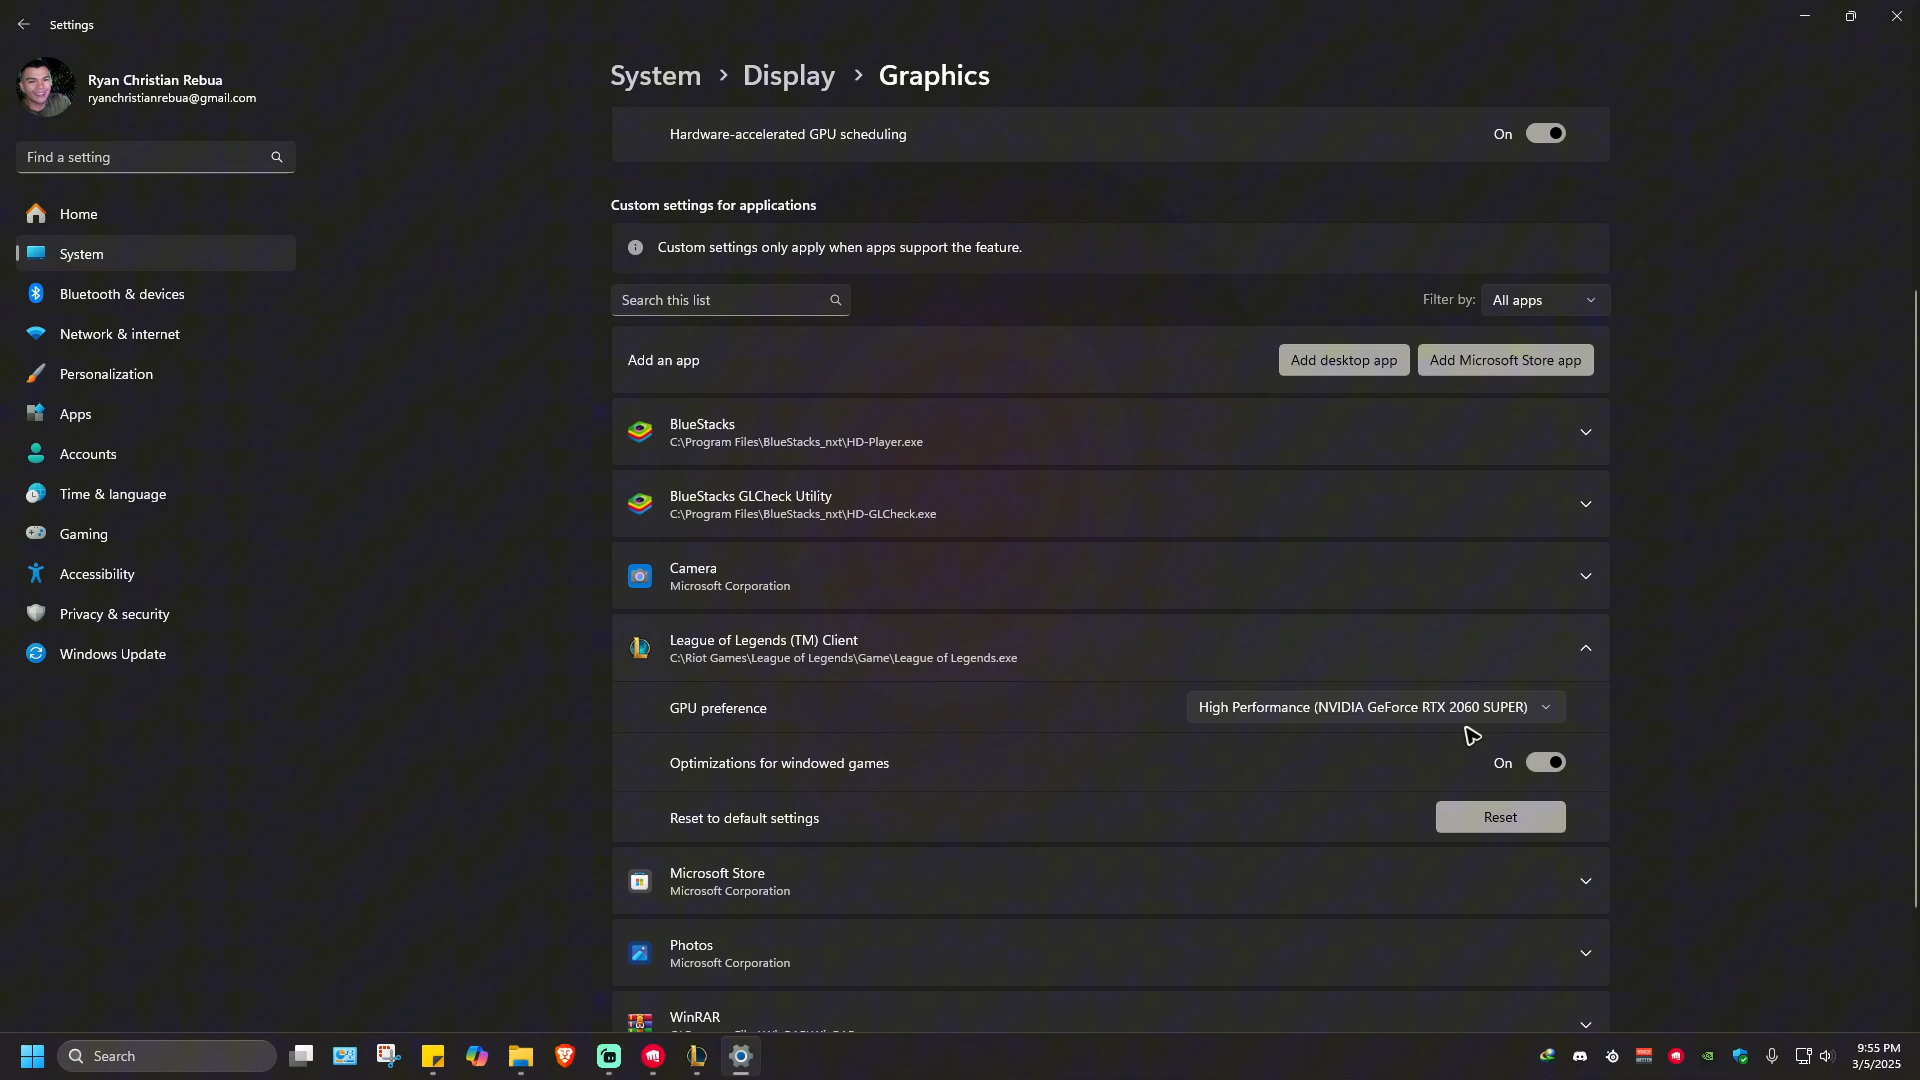 Settings
Ryan Christian Rebua
ryanchristianrebua@gmail.com
Find a setting
Home
System
Bluetooth & devices
Network & internet
Personalization
Apps
Accounts
Time & language
Gaming
Accessibility
Privacy & security
Windows Update
System > Display > Graphics
Hardware-accelerated GPU scheduling On
Custom settings for applications
Custom settings only apply when apps support the feature.
Search this list Filter by: All apps
Add an app Add desktop app Add Microsoft Store app
BlueStacks
C:\Program Files\BlueStacks_nxt\HD-Player.exe
BlueStacks GLCheck Utility
C:\Program Files\BlueStacks_nxt\HD-GLCheck.exe
Camera
Microsoft Corporation
League of Legends (TM) Client
C:\Riot Games\League of Legends\Game\League of Legends.exe
GPU preference High Performance (NVIDIA GeForce RTX 2060 SUPER)
Optimizations for windowed games On
Reset to default settings Reset
Microsoft Store
Microsoft Corporation
Photos
Microsoft Corporation
WinRAR
Search
9:55 PM
3/5/2025